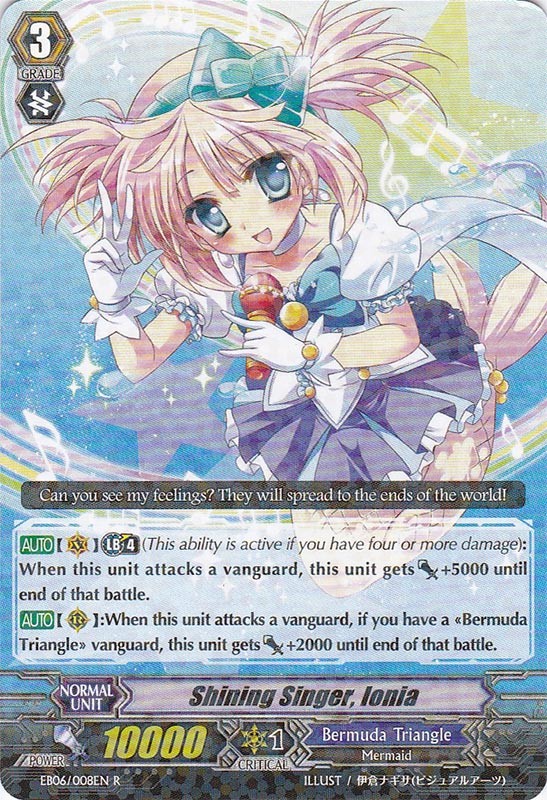 3
GRADE
Can you see my feelings? They will spread to the ends of the world!
AUTO【V】LB4 (This ability is active if you have four or more damage):
When this unit attacks a vanguard, this unit gets +5000 until
end of that battle.
AUTO【R】:When this unit attacks a vanguard, if you have a «Bermuda
Triangle» vanguard, this unit gets +2000 until end of that battle.
NORMAL
UNIT
Shining Singer, Ionia
POWER
10000
1
CRITICAL
Bermuda Triangle
Mermaid
EB06/008EN R
ILLUST / 伊倉ナギサ(ビジュアルアーツ)